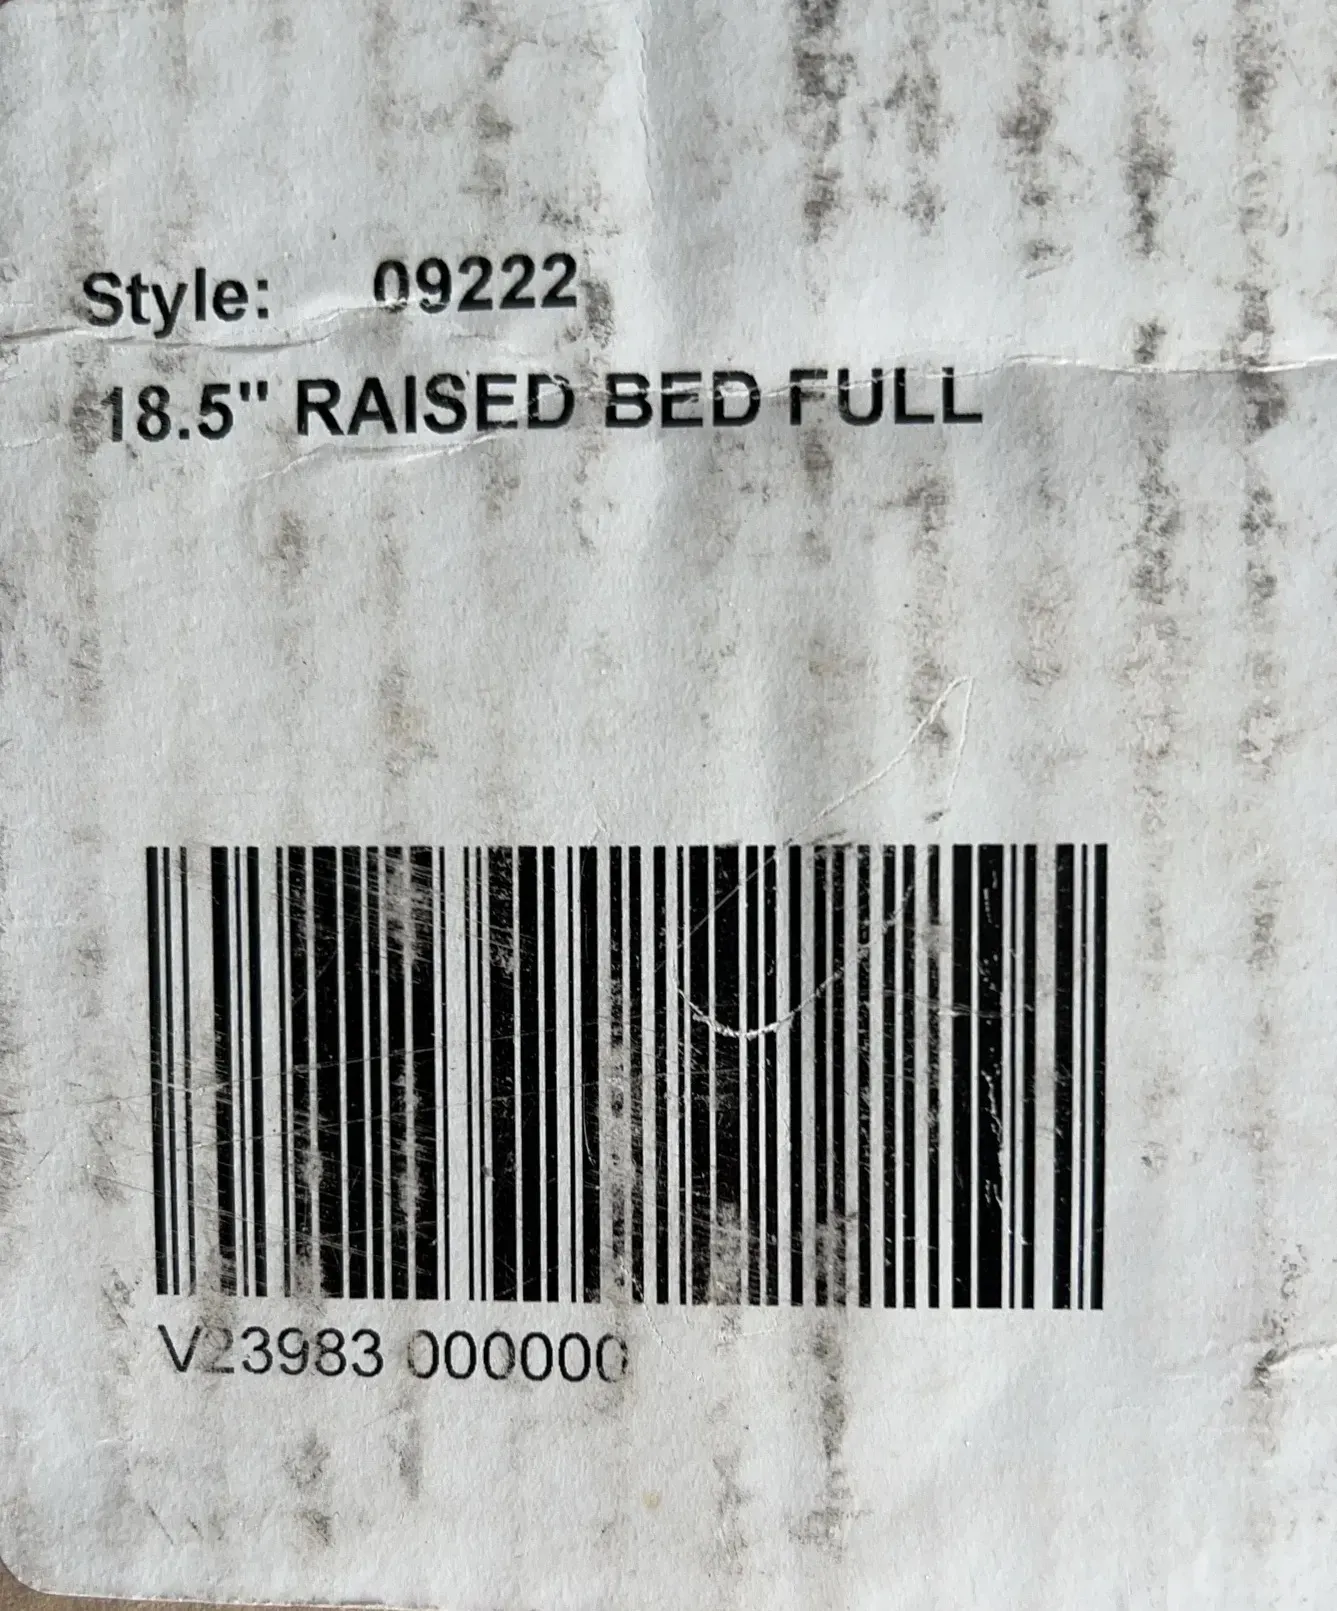 Style: 09222
18.5" RAISED BED FULL
V23983 000000